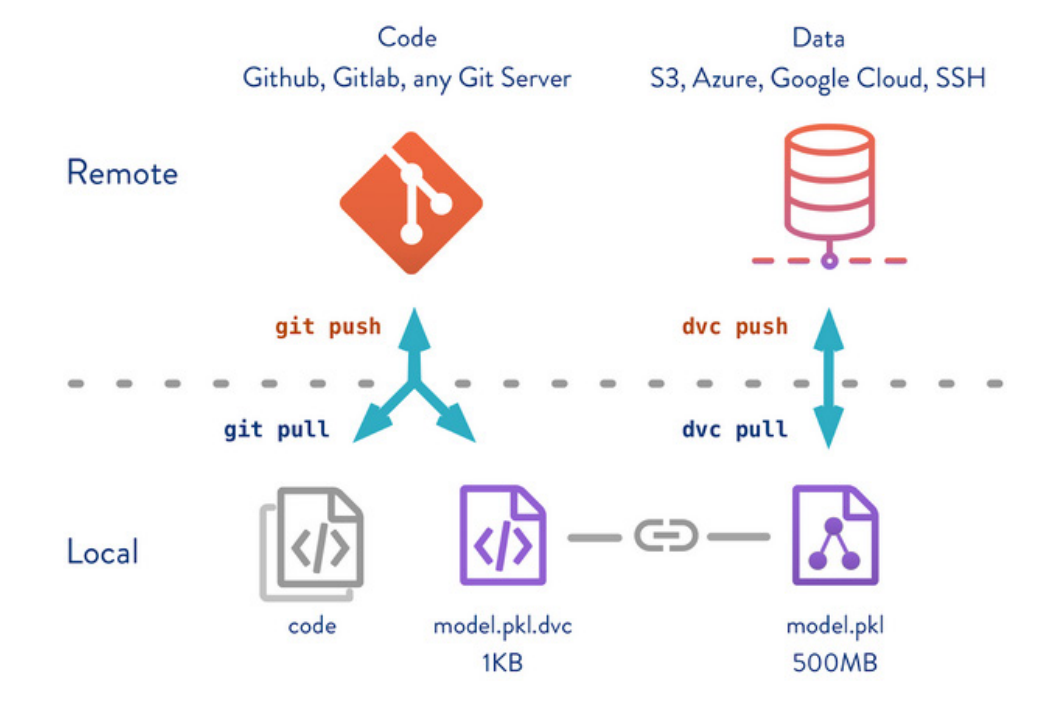 Code
Github, Gitlab, any Git Server
Data
S3, Azure, Google Cloud, SSH
Remote
git push
dvc push
git pull
dvc pull
Local
code
model.pkl.dvc
1KB
model.pkl
500MB